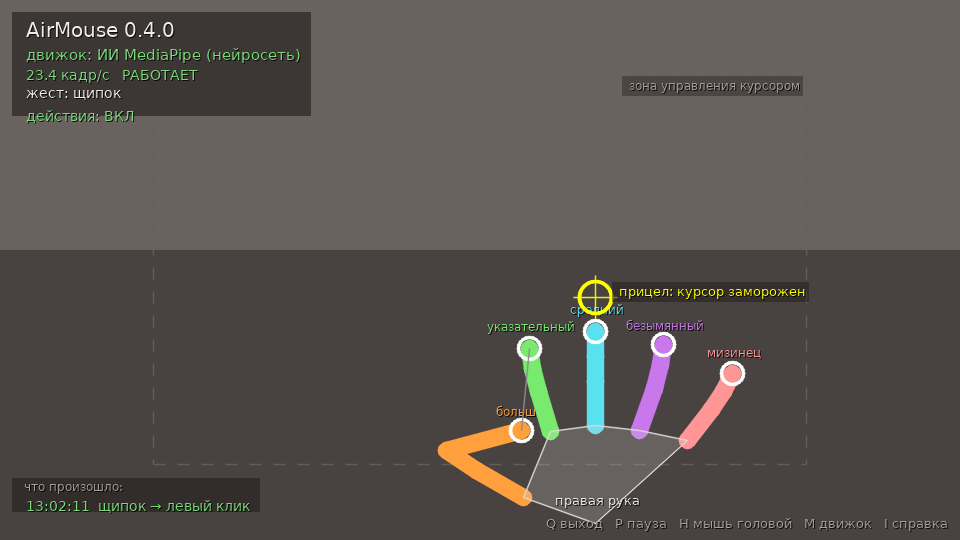 AirMouse 0.4.0
движок: ИИ MediaPipe (нейросеть)
23.4 кадр/с РАБОТАЕТ
жест: щипок
действия: ВКЛ
зона управления курсором
прицел: курсор заморожен
средний
указательный
безымянный
мизинец
больш
что произошло:
13:02:11 щипок → левый клик
правая рука
Q выход P пауза H мышь головой M движок I справка